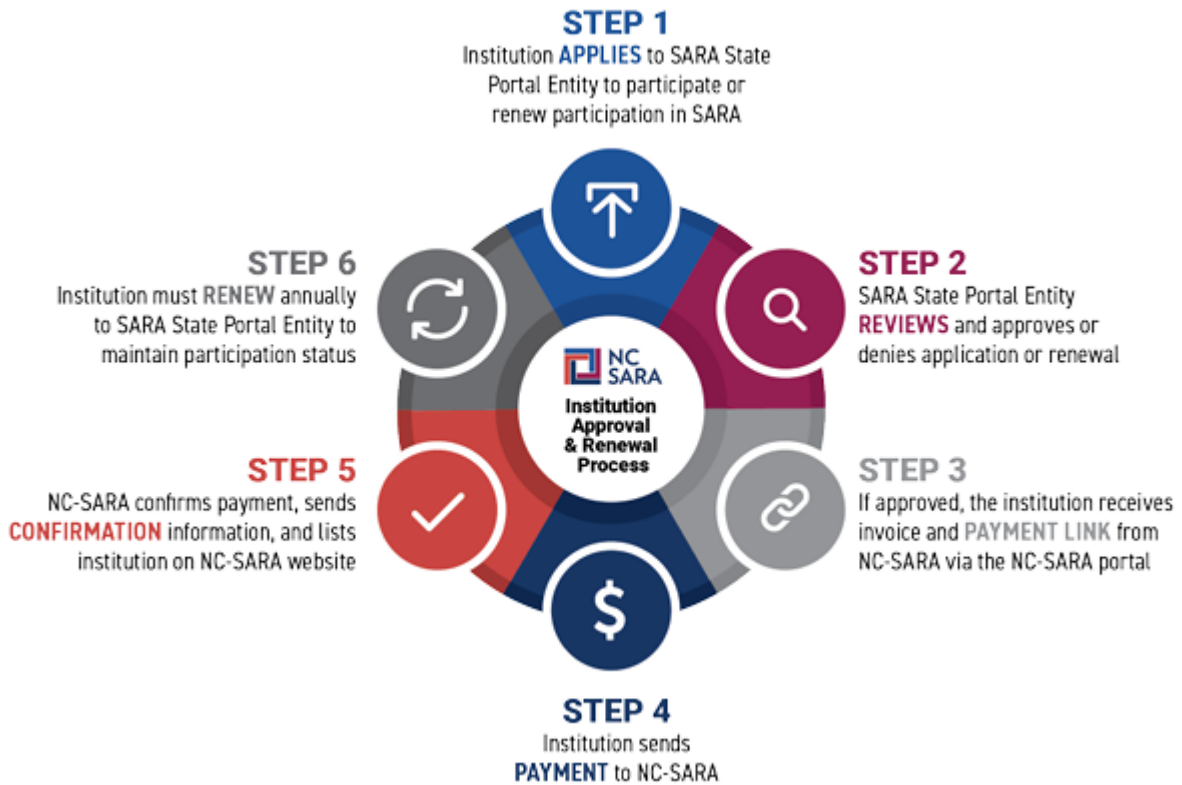 STEP 1
Institution APPLIES to SARA State
Portal Entity to participate or
renew participation in SARA
STEP 2
SARA State Portal Entity
REVIEWS and approves or
denies application or renewal
STEP 3
If approved, the institution receives
invoice and PAYMENT LINK from
NC-SARA via the NC-SARA portal
STEP 4
Institution sends
PAYMENT to NC-SARA
STEP 5
NC-SARA confirms payment, sends
CONFIRMATION information, and lists
institution on NC-SARA website
STEP 6
Institution must RENEW annually
to SARA State Portal Entity to
maintain participation status
NC
SARA
Institution
Approval
& Renewal
Process
$